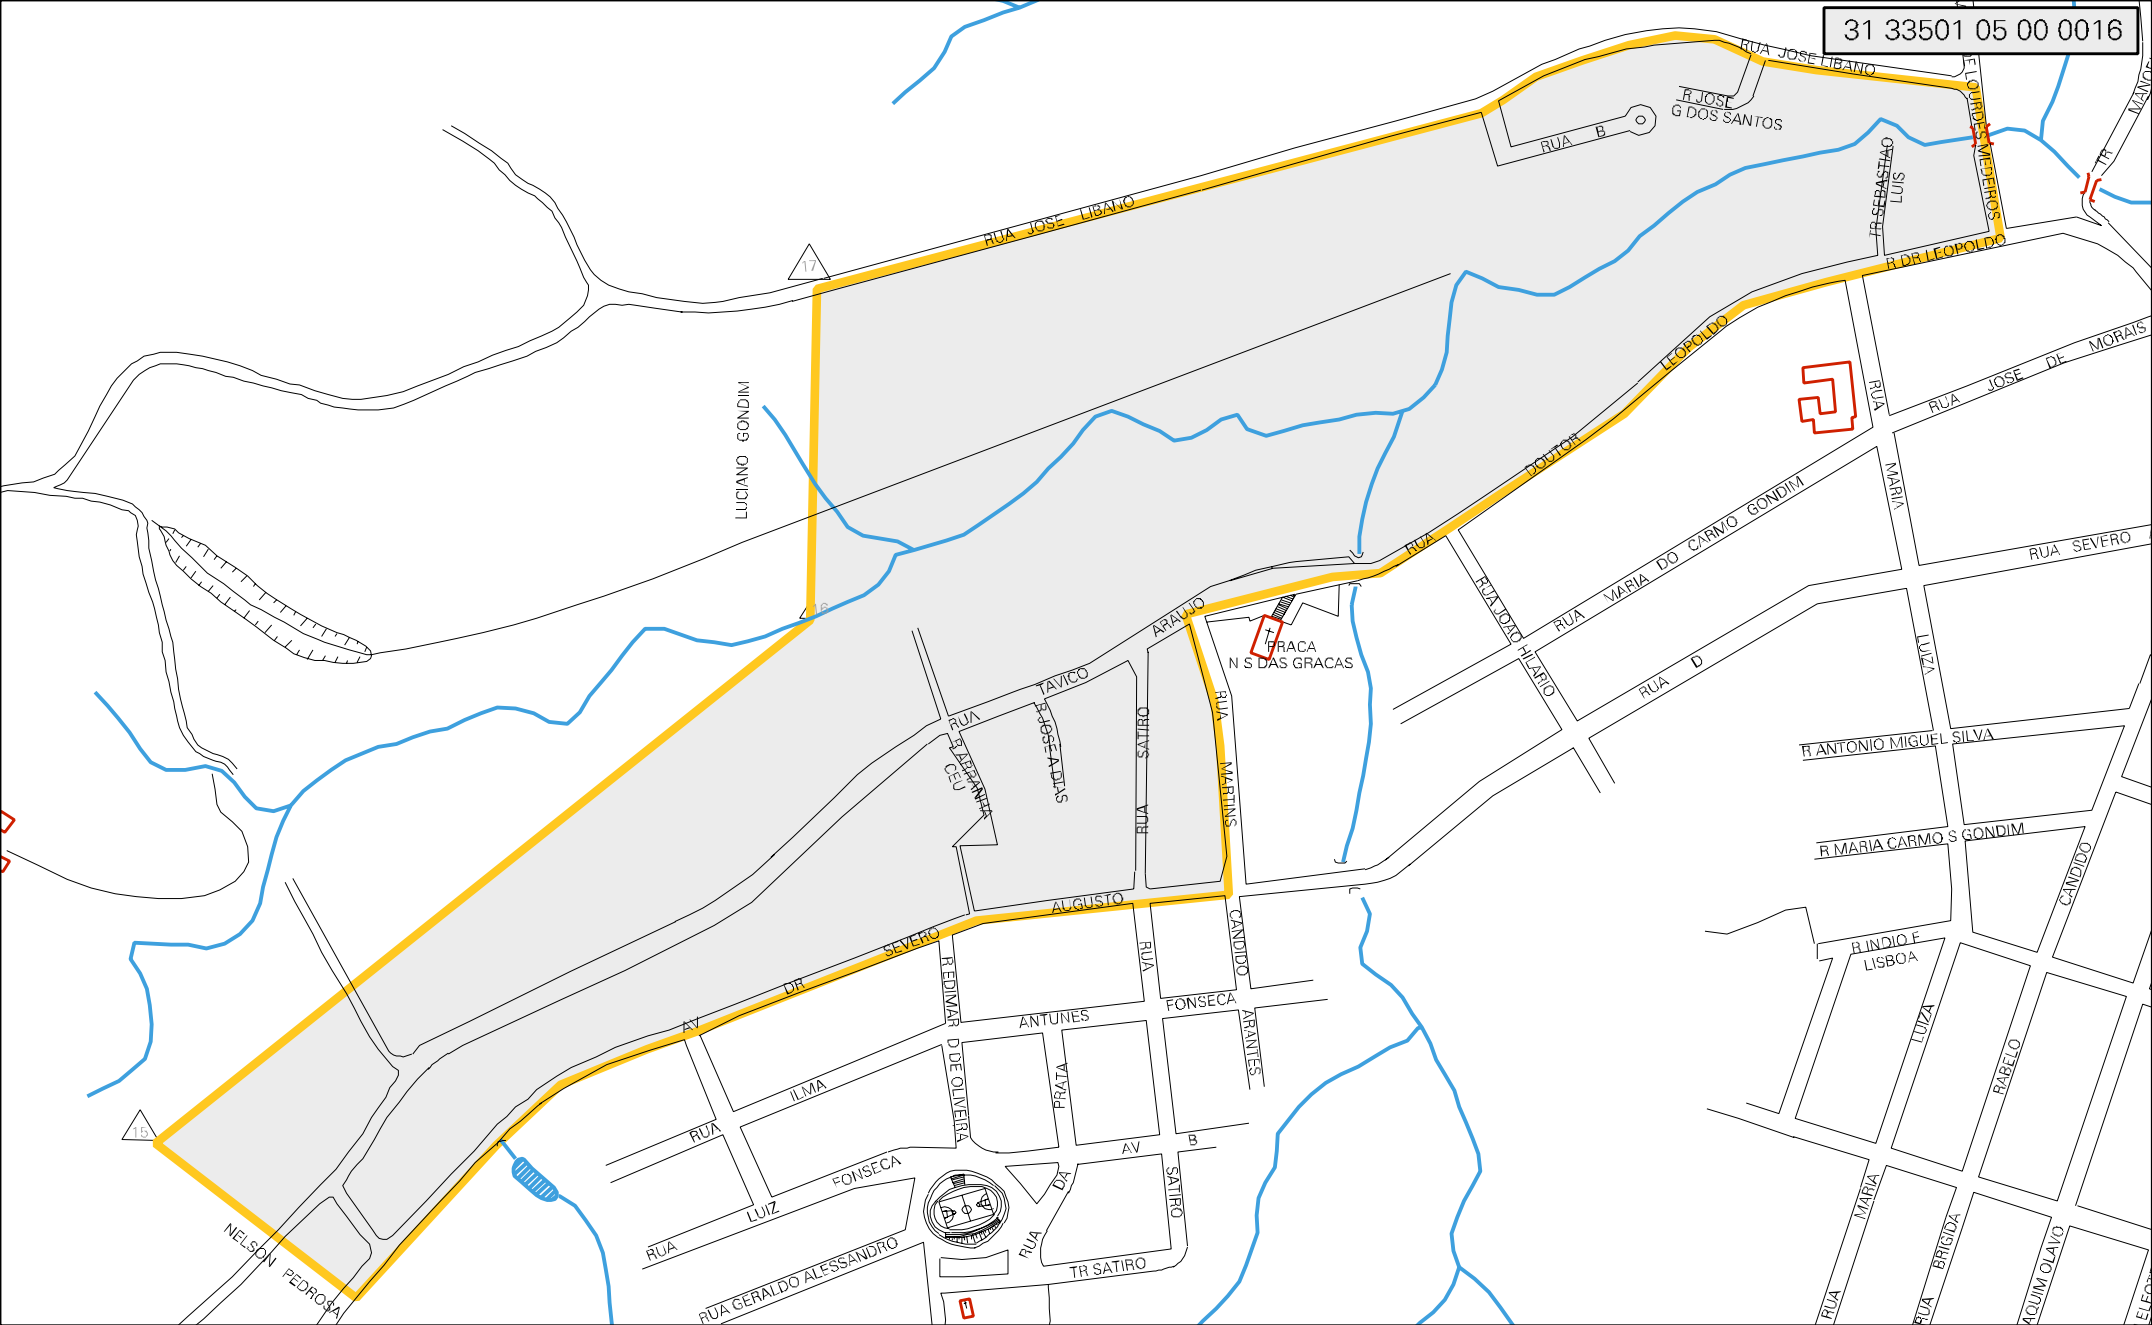 31 33501 05 00 0016
RUA JOSE LIBANO
R JOSE
G DOS SANTOS
RUA B
DE LOURDES MEDEIROS
TR SEBASTIAO
LUIS
TR
RUA JOSE LIBANO
17
R DR LEOPOLDO
LUCIANO GONDIM
RUA DOUTOR LEOPOLDO
RUA JOSE DE MORAIS
RUA MARIA LUIZA
RUA MARIA DO CARMO GONDIM
RUA SEVERO
16
RUA TAVICO ARAUJO
PRACA
N S DAS GRACAS
RUA JOAO HILARIO
RUA D
R ARRANHA
CEU
R JOSE A DIAS
RUA SATIRO
RUA MARTINS
R ANTONIO MIGUEL SILVA
R MARIA CARMO S GONDIM
CANDIDO
AV DR SEVERO AUGUSTO
R INDIO F
LISBOA
R EDIMAR D DE OLIVEIRA
RUA
CANDIDO
ARANTES
RUA ILMA ANTUNES FONSECA
PRATA
LUIZA
RABELO
15
AV B
SATIRO
RUA LUIZ FONSECA
RUA DA
RUA GERALDO ALESSANDRO
TR SATIRO
NELSON PEDROSA
RUA MARIA
RUA BRIGIDA
AQUIM OLAVO